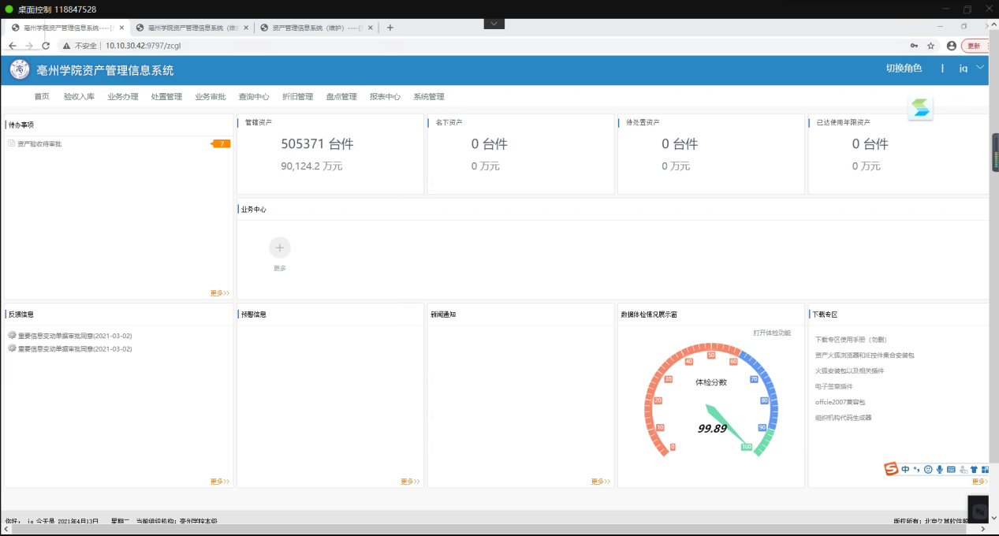 桌面控制 118847528
亳州学院资产管理信息系统----
亳州学院资产管理信息系统（维
资产管理信息系统（维护）----
不安全 10.10.30.42:9797/zcgl
更新
亳州学院资产管理信息系统
切换角色 | jq
首页 验收入库 业务办理 处置管理 业务审批 查询中心 折旧管理 盘点管理 报表中心 系统管理
待办事项
资产验收待审批 7
更多>>
管辖资产
505371 台件
90,124.2 万元
名下资产
0 台件
0 万元
待处置资产
0 台件
0 万元
已达使用年限资产
0 台件
0 万元
业务中心
更多
反馈信息
重要信息变动单据审批同意(2021-03-02)
重要信息变动单据审批同意(2021-03-02)
更多>>
预警信息
更多>>
新闻通知
更多>>
数据体检情况展示窗
打开体检功能
0
10
20
30
40
50
60
70
80
90
100
体检分数
99.89
下载专区
下载专区使用手册（勿删）
资产火狐浏览器和IE控件集合安装包
火狐安装包以及相关插件
电子签章插件
offcie2007兼容包
组织机构代码生成器
中
更多>
你好， jq 今天是 2021年4月13日 星期二 当前组织机构：亳州学院本级
版权所有：北京久其软件股